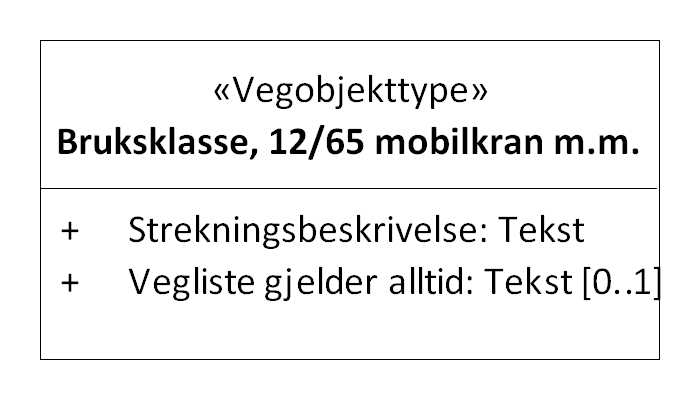 «Vegobjekttype»
Bruksklasse, 12/65 mobilkran m.m.
+ Strekningsbeskrivelse: Tekst
+ Vegliste gjelder alltid: Tekst [0..1]